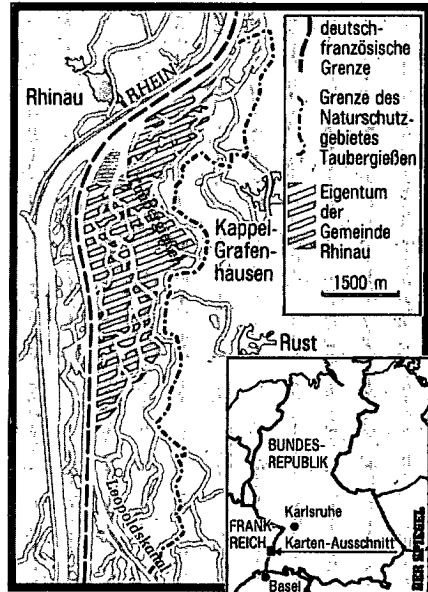 deutsch-
französische
Grenze
Grenze des
Naturschutz-
gebietes
Taubergießen
Eigentum
der
Gemeinde
Rhinau
1500 m
Rhinau
RHEIN
Kappel-
Grafen-
hausen
Rust
Leopoldskanal
BUNDES-
REPUBLIK
Karlsruhe
FRANK-
REICH
Karten-Ausschnitt
Basel
DER SPIEGEL